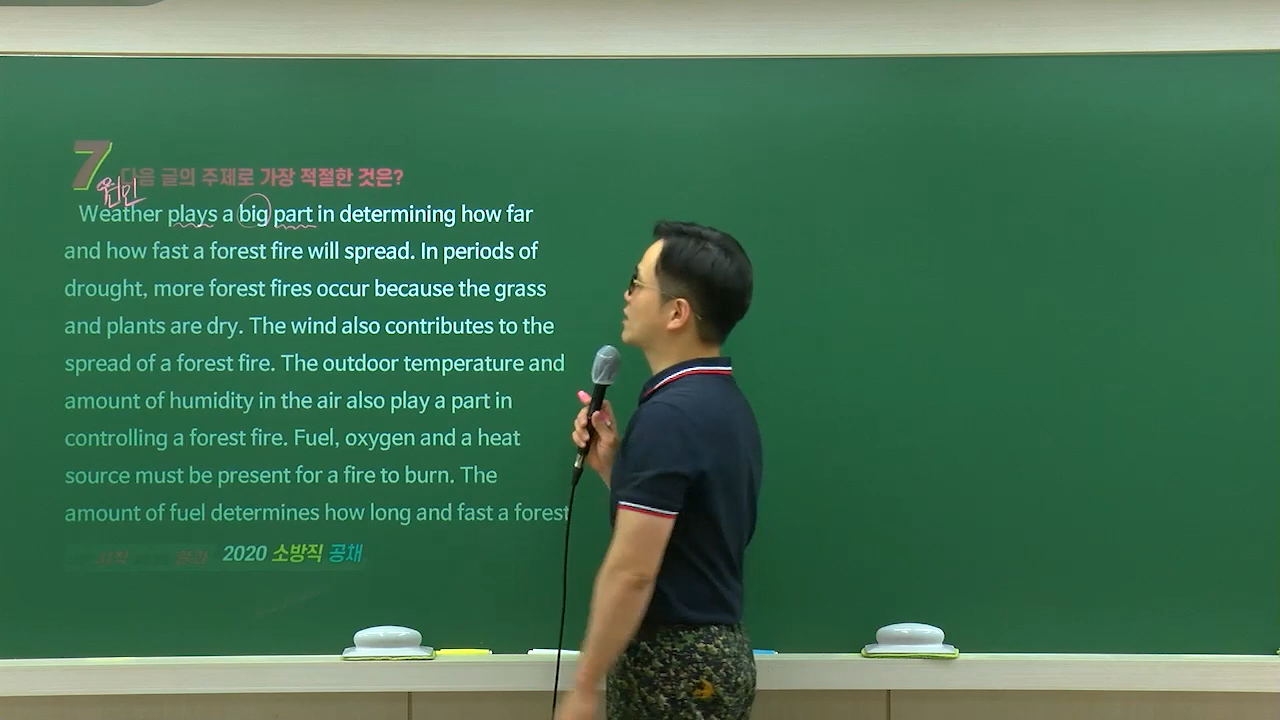 7 다음 글의 주제로 가장 적절한 것은?
원인
Weather plays a big part in determining how far
and how fast a forest fire will spread. In periods of
drought, more forest fires occur because the grass
and plants are dry. The wind also contributes to the
spread of a forest fire. The outdoor temperature and
amount of humidity in the air also play a part in
controlling a forest fire. Fuel, oxygen and a heat
source must be present for a fire to burn. The
amount of fuel determines how long and fast a forest
2020 소방직 공채